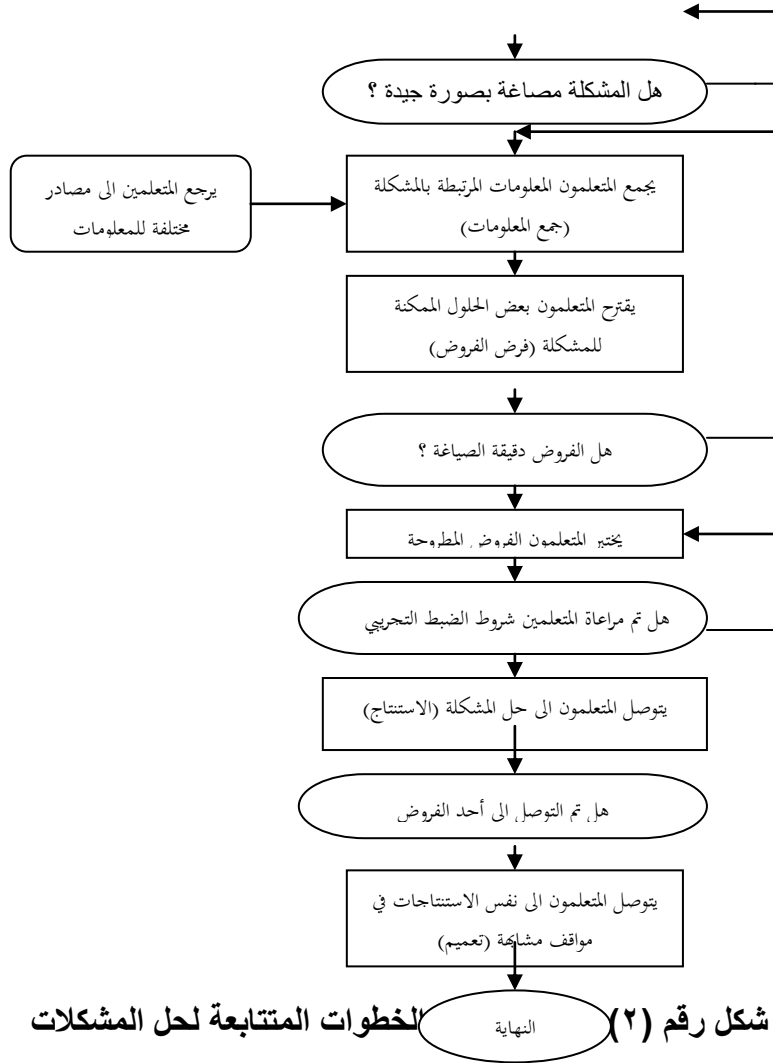 هل المشكلة مصاغة بصورة جيدة ؟
يجمع المتعلمون المعلومات المرتبطة بالمشكلة
(جمع المعلومات)
يرجع المتعلمين الى مصادر
مختلفة للمعلومات
يقترح المتعلمون بعض الحلول الممكنة
للمشكلة (فرض الفروض)
هل الفروض دقيقة الصياغة ؟
يختبر المتعلمون الفروض المطروحة
هل تم مراعاة المتعلمين شروط الضبط التجريبي
يتوصل المتعلمون الى حل المشكلة (الاستنتاج)
هل تم التوصل الى أحد الفروض
يتوصل المتعلمون الى نفس الاستنتاجات في
مواقف مشابهة (تعميم)
النهاية
شكل رقم (٢) الخطوات المتتابعة لحل المشكلات